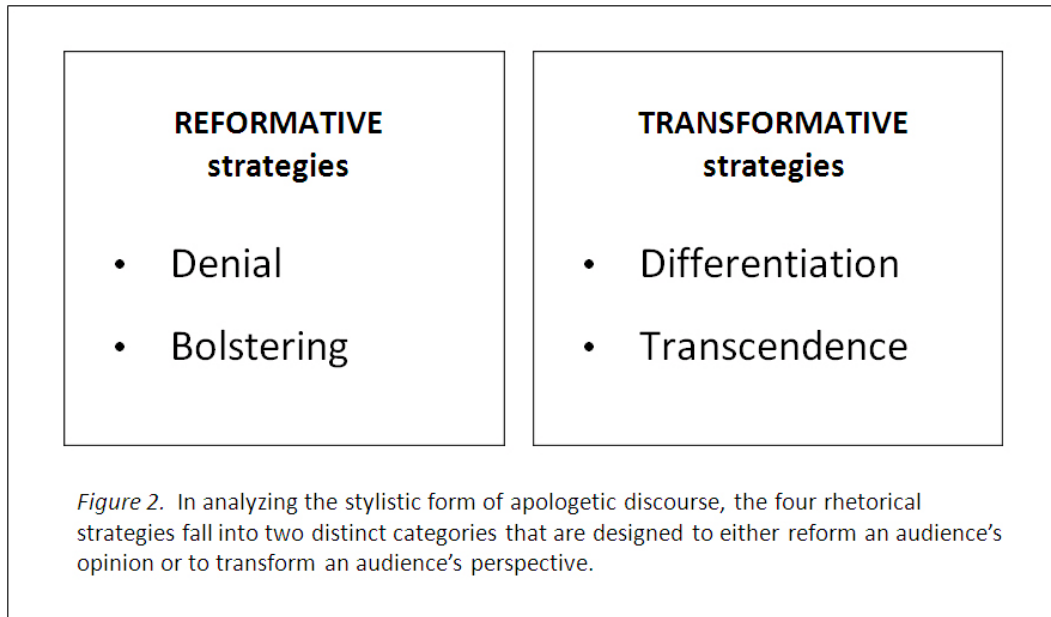 REFORMATIVE
strategies
• Denial
• Bolstering
TRANSFORMATIVE
strategies
• Differentiation
• Transcendence
Figure 2. In analyzing the stylistic form of apologetic discourse, the four rhetorical
strategies fall into two distinct categories that are designed to either reform an audience’s
opinion or to transform an audience’s perspective.